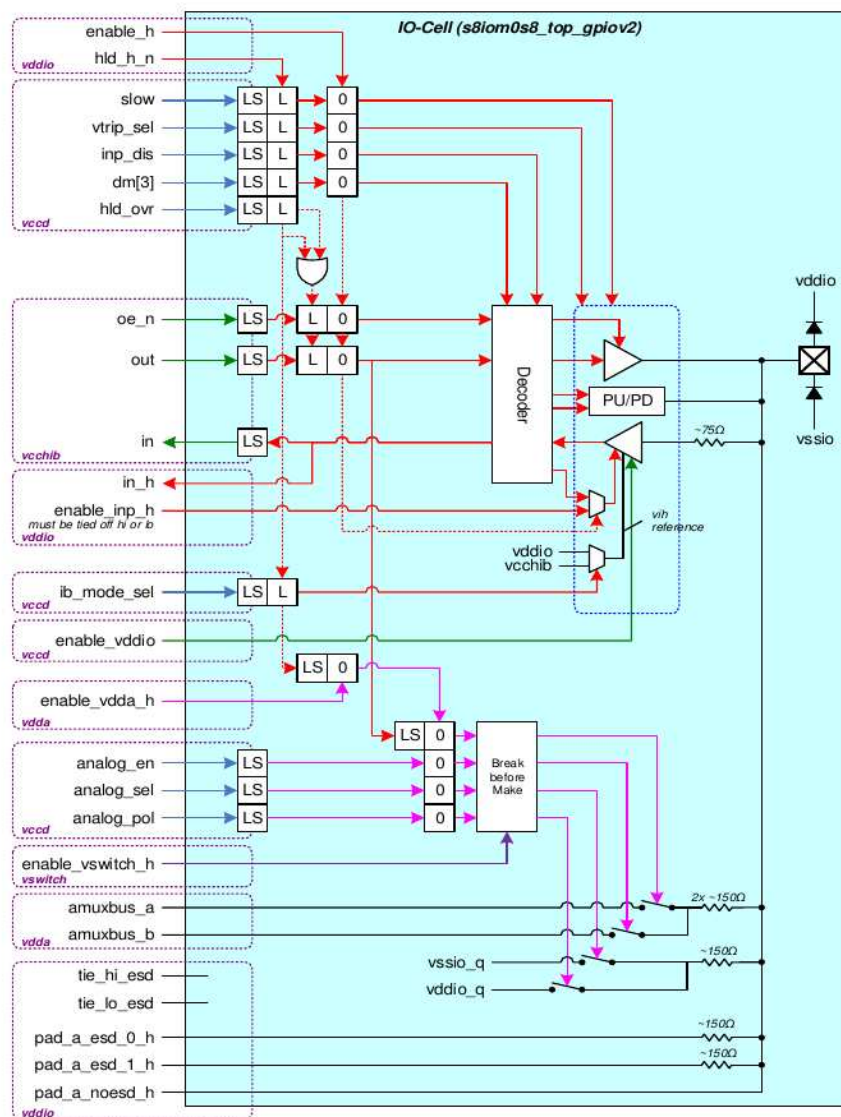 IO-Cell (s8iom0s8_top_gpiov2)
enable_h
hld_h_n
vddio
slow
LS L 0
vtrip_sel
LS L 0
inp_dis
LS L 0
dm[3]
LS L 0
hld_ovr
LS L
vccd
vddio
oe_n
LS
L 0
out
LS
L 0
Decoder
PU/PD
vssio
in
LS
~75Ω
vcchib
in_h
enable_inp_h
must be tied off hi or lo
vddio
vih
reference
vddio
vcchib
ib_mode_sel
LS L
vccd
enable_vddio
vccd
LS 0
enable_vdda_h
vdda
LS 0
analog_en
LS
0
analog_sel
LS
0
analog_pol
LS
0
vccd
Break
before
Make
enable_vswitch_h
vswitch
amuxbus_a
2x ~150Ω
amuxbus_b
vdda
vssio_q
~150Ω
vddio_q
tie_hi_esd
tie_lo_esd
pad_a_esd_0_h
~150Ω
pad_a_esd_1_h
~150Ω
pad_a_noesd_h
vddio